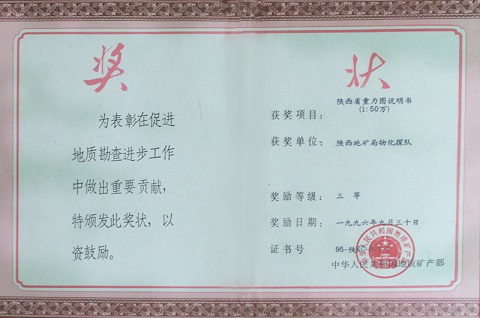 奖状
为表彰在促进
地质勘查进步工作
中做出重要贡献，
特颁发此奖状，以
资鼓励。
陕西省重力图说明书
获奖项目：
(1:50万)
获奖单位：陕西地矿局物化探队
奖励等级：三 等
奖励日期：一九九六年九月三十日
证书号
中华人民共和国地质矿产部